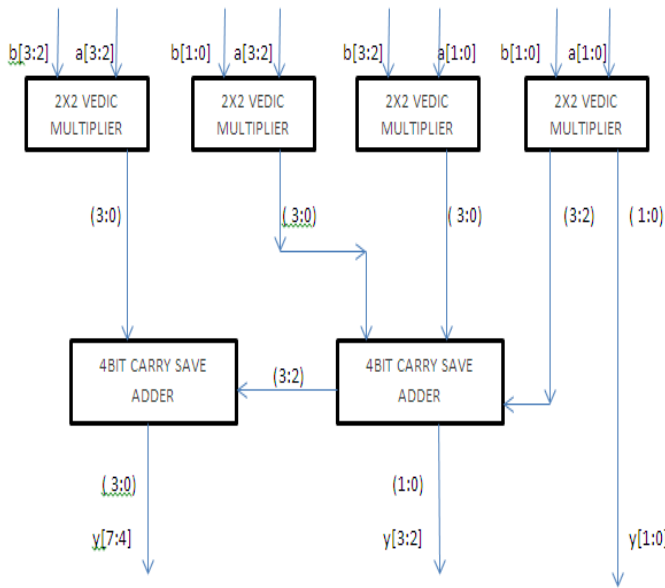 b[3:2] a[3:2] b[1:0] a[3:2] b[3:2] a[1:0] b[1:0] a[1:0]
2X2 VEDIC
MULTIPLIER
2X2 VEDIC
MULTIPLIER
2X2 VEDIC
MULTIPLIER
2X2 VEDIC
MULTIPLIER
(3:0) ( 3:0) ( 3:0) (3:2) ( 1:0)
4BIT CARRY SAVE
ADDER
(3:2)
4BIT CARRY SAVE
ADDER
( 3:0) (1:0)
y[7:4] y[3:2] y[1:0]